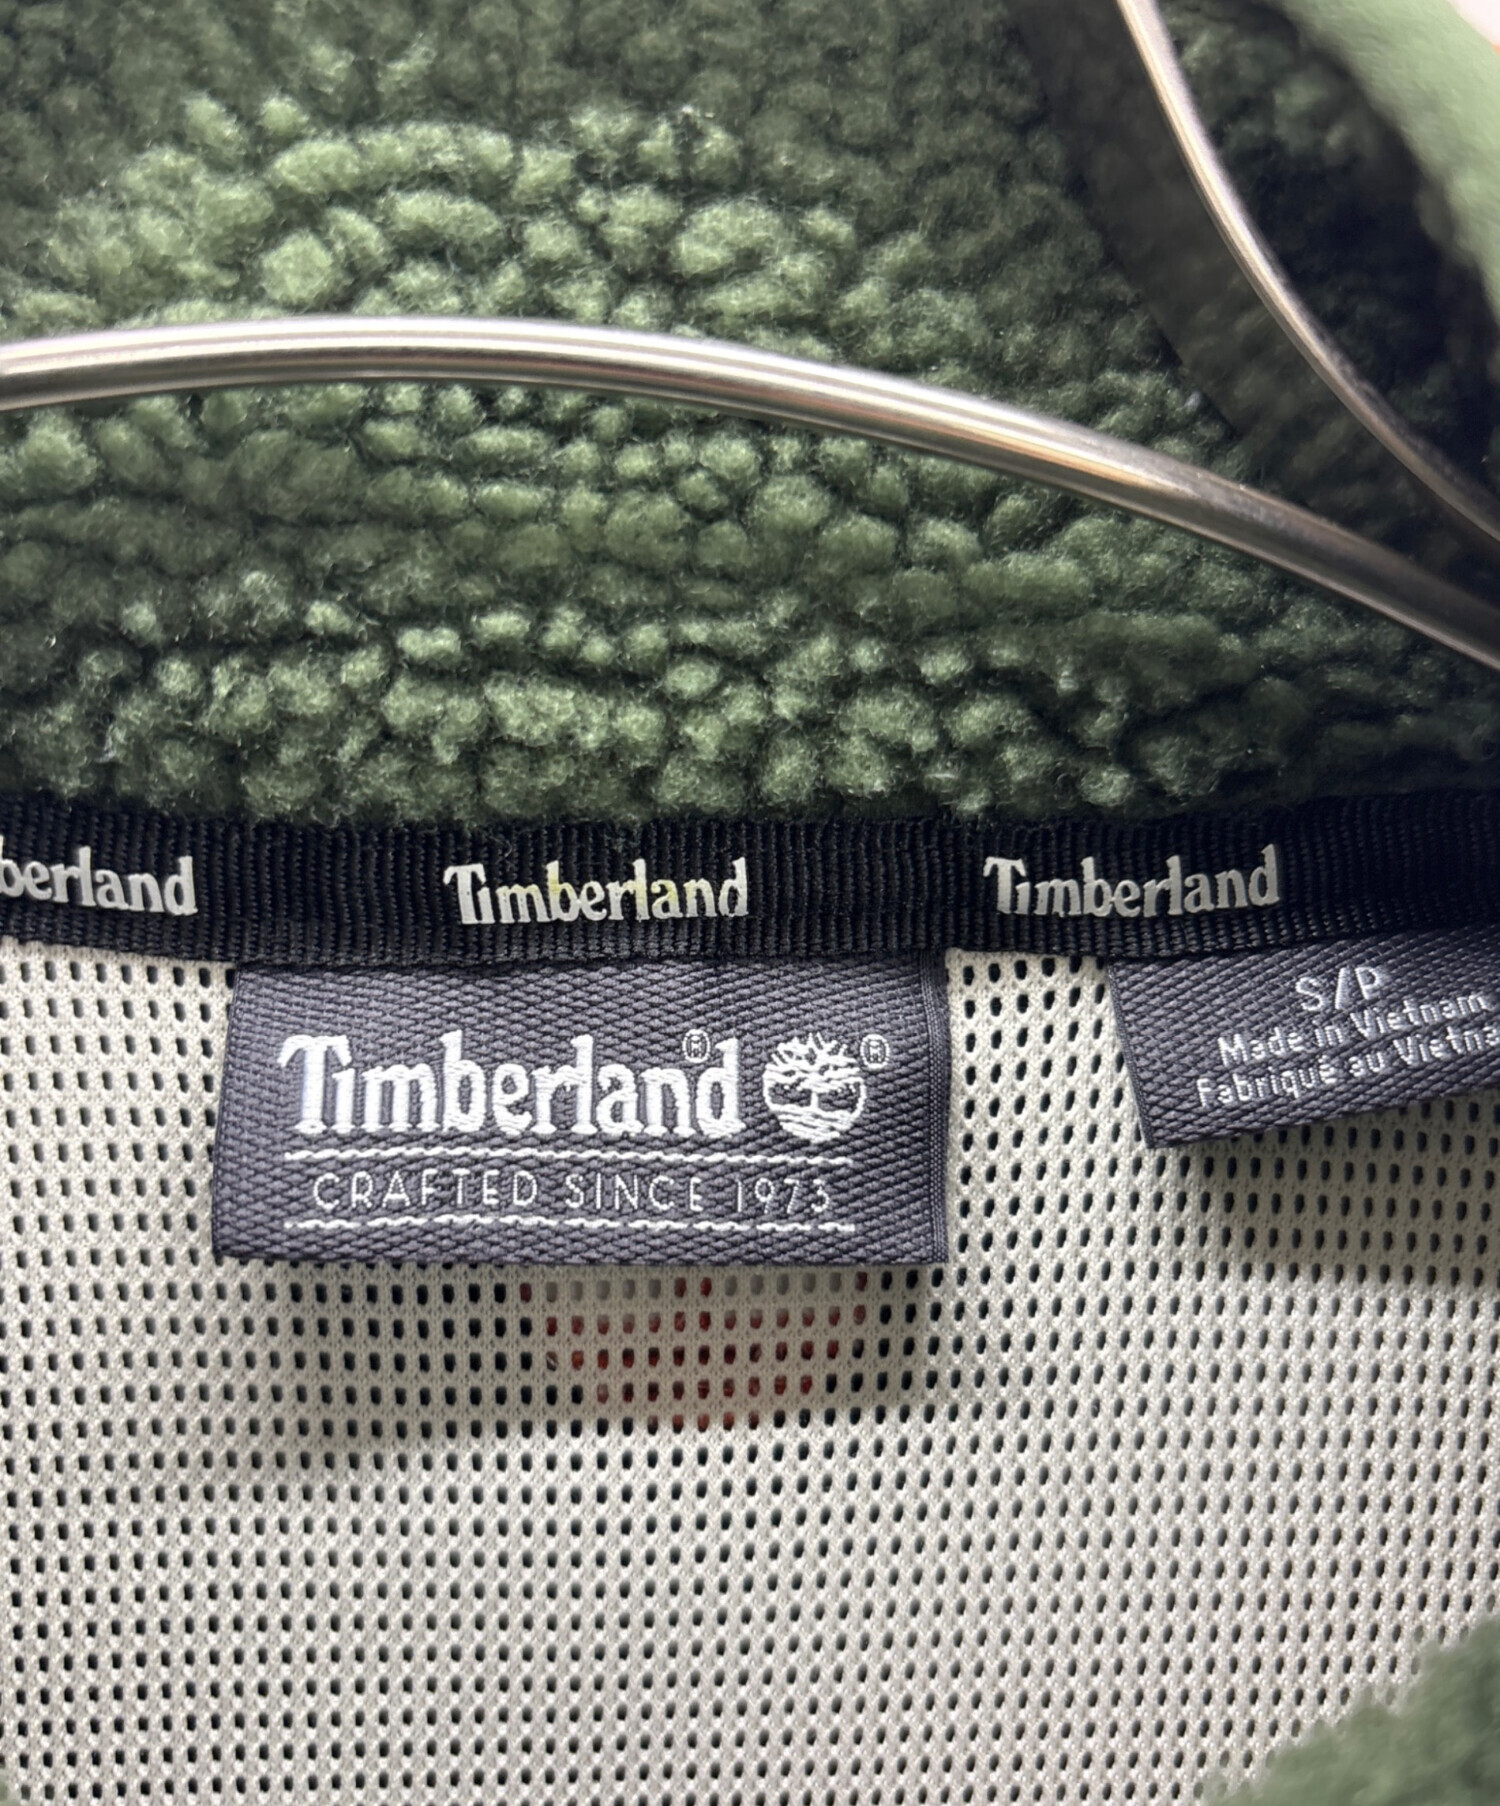 berland Timberland Timberland
Timberland® ®
CRAFTED SINCE 1973
S/P
Made in Vietnam
Fabriqué au Vietna